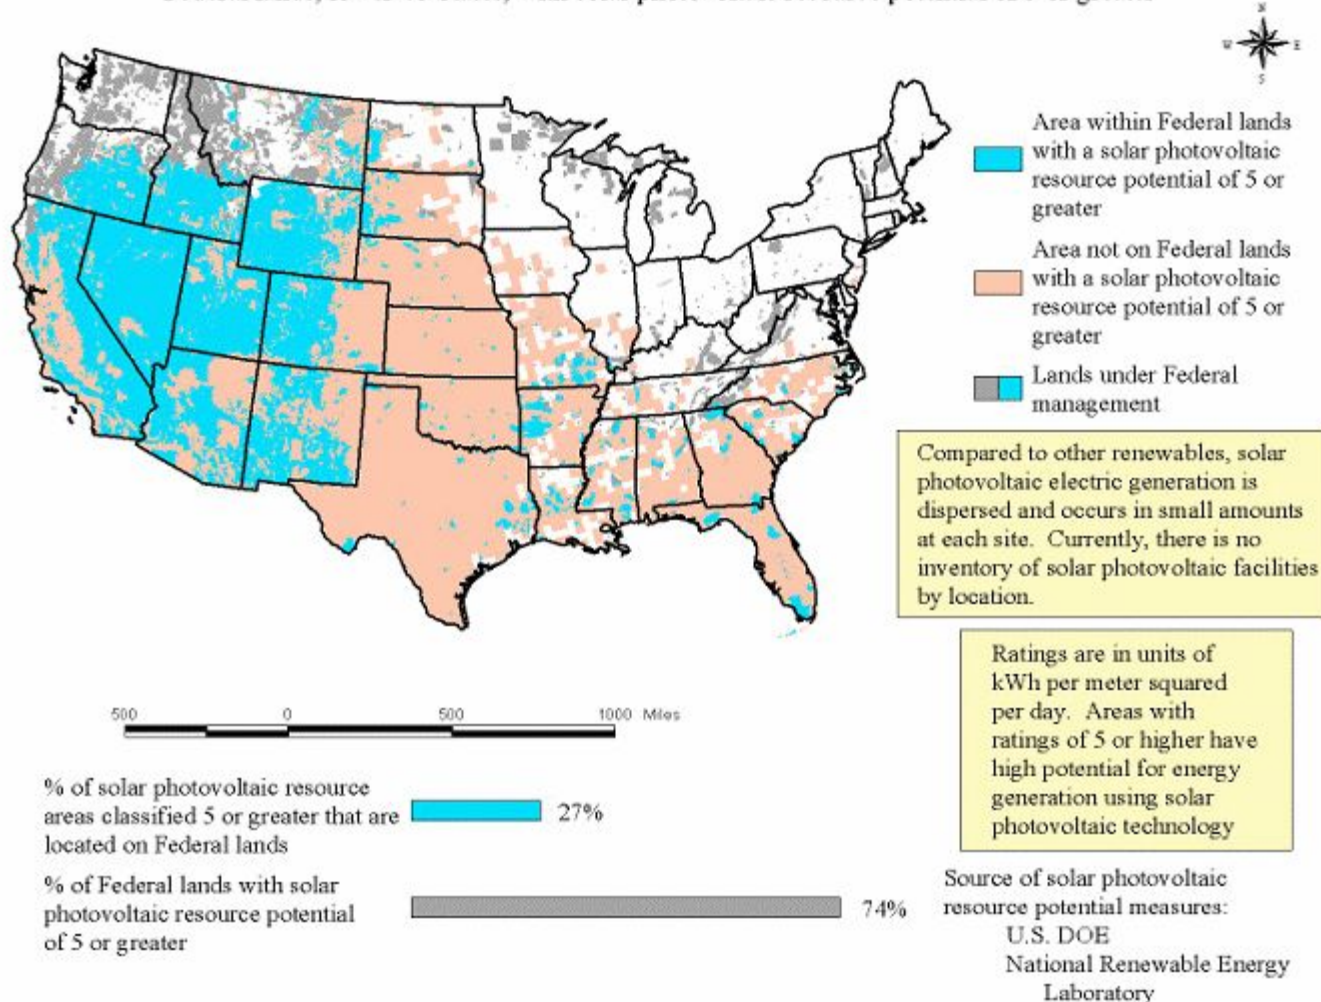 N
W E
S
Area within Federal lands
with a solar photovoltaic
resource potential of 5 or
greater
Area not on Federal lands
with a solar photovoltaic
resource potential of 5 or
greater
Lands under Federal
management
Compared to other renewables, solar
photovoltaic electric generation is
dispersed and occurs in small amounts
at each site. Currently, there is no
inventory of solar photovoltaic facilities
by location.
Ratings are in units of
kWh per meter squared
per day. Areas with
ratings of 5 or higher have
high potential for energy
generation using solar
photovoltaic technology
500 0 500 1000 Miles
% of solar photovoltaic resource
areas classified 5 or greater that are
located on Federal lands
27%
% of Federal lands with solar
photovoltaic resource potential
of 5 or greater
74%
Source of solar photovoltaic
resource potential measures:
U.S. DOE
National Renewable Energy
Laboratory